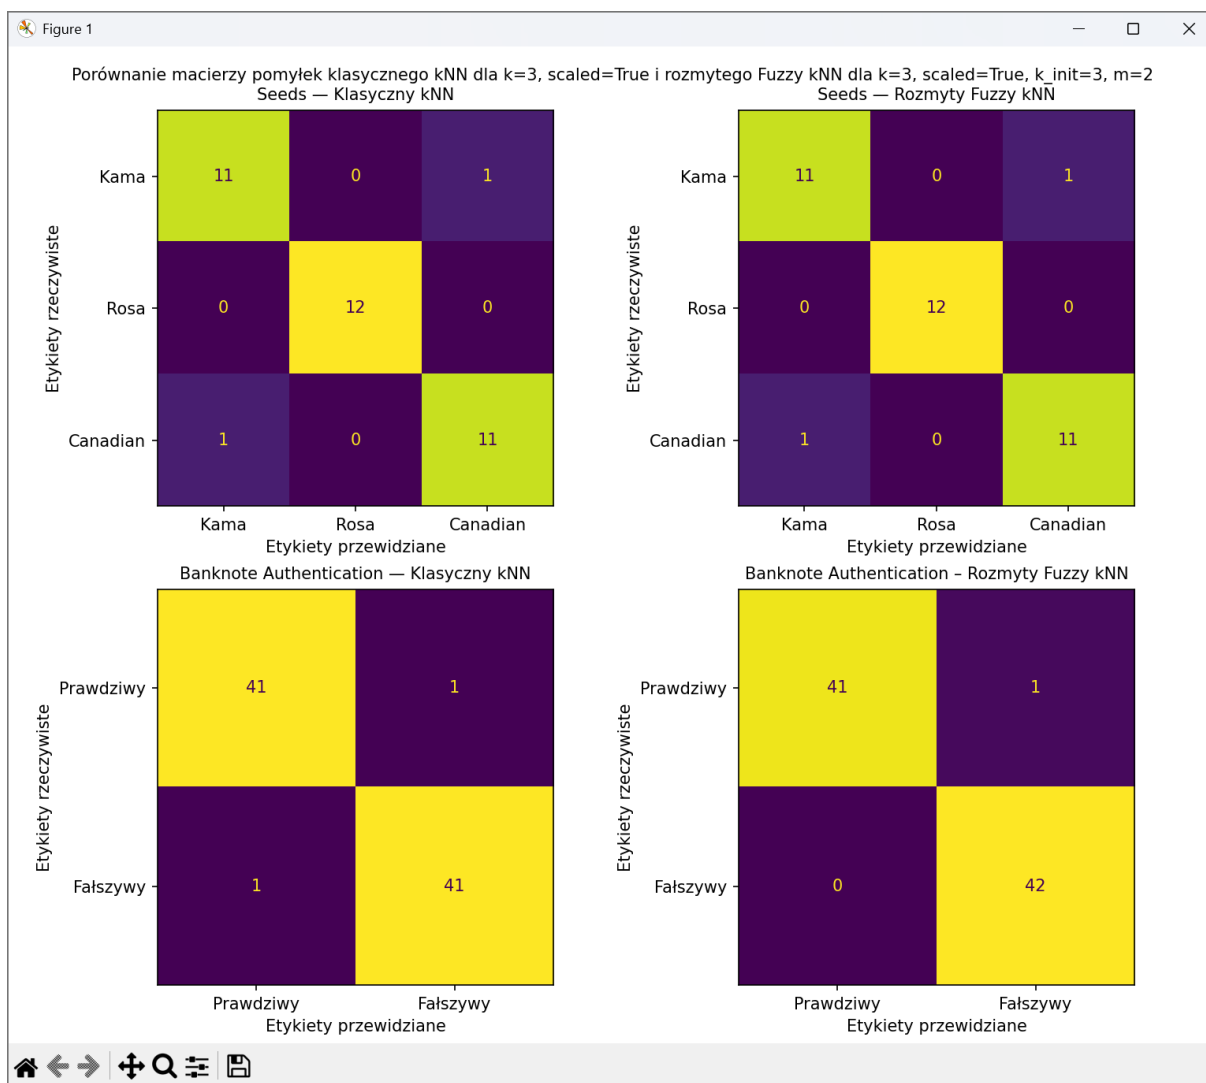 Figure 1
Porównanie macierzy pomyłek klasycznego kNN dla k=3, scaled=True i rozmytego Fuzzy kNN dla k=3, scaled=True, k_init=3, m=2
Seeds — Klasyczny kNN
Kama
11
0
1
Rosa
0
12
0
Canadian
1
0
11
Kama
Rosa
Canadian
Etykiety rzeczywiste
Etykiety przewidziane
Seeds — Rozmyty Fuzzy kNN
Kama
11
0
1
Rosa
0
12
0
Canadian
1
0
11
Kama
Rosa
Canadian
Etykiety rzeczywiste
Etykiety przewidziane
Banknote Authentication — Klasyczny kNN
Prawdziwy
41
1
Fałszywy
1
41
Prawdziwy
Fałszywy
Etykiety rzeczywiste
Etykiety przewidziane
Banknote Authentication – Rozmyty Fuzzy kNN
Prawdziwy
41
1
Fałszywy
0
42
Prawdziwy
Fałszywy
Etykiety rzeczywiste
Etykiety przewidziane